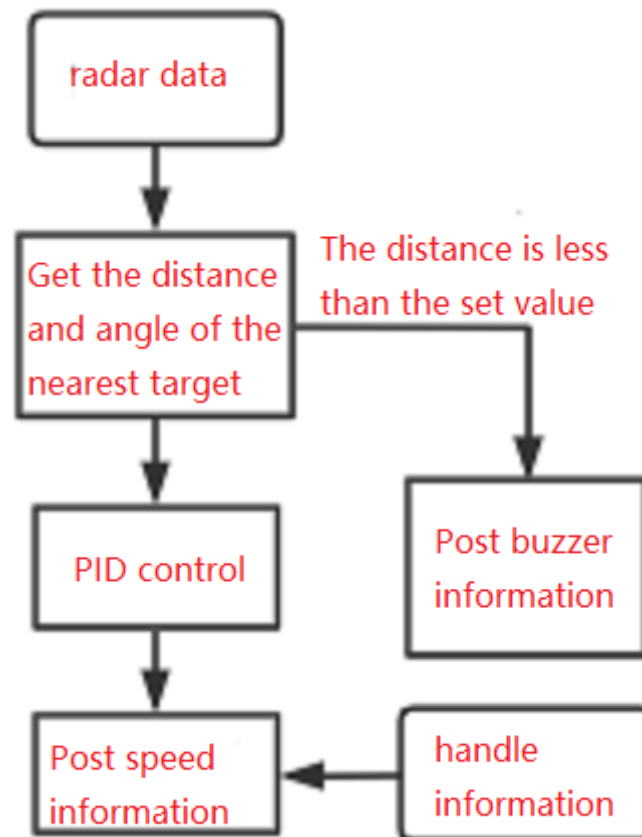 radar data
Get the distance
and angle of the
nearest target
The distance is less
than the set value
PID control
Post buzzer
information
Post speed
information
handle
information